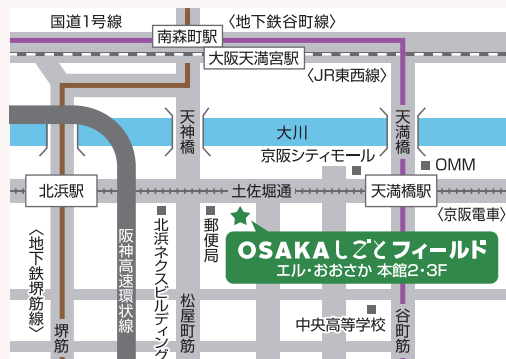 国道1号線
〈地下鉄谷町線〉
南森町駅
大阪天満宮駅
〈JR東西線〉
天神橋
大川
天満橋
京阪シティモール
OMM
北浜駅
土佐堀通
天満橋駅
〈京阪電車〉
〈地下鉄堺筋線〉
阪神高速環状線
北浜ネクスビルディング
郵便局
OSAKAしごとフィールド
エル・おおさか 本館2・3F
松屋町筋
中央高等学校
堺筋
谷町筋